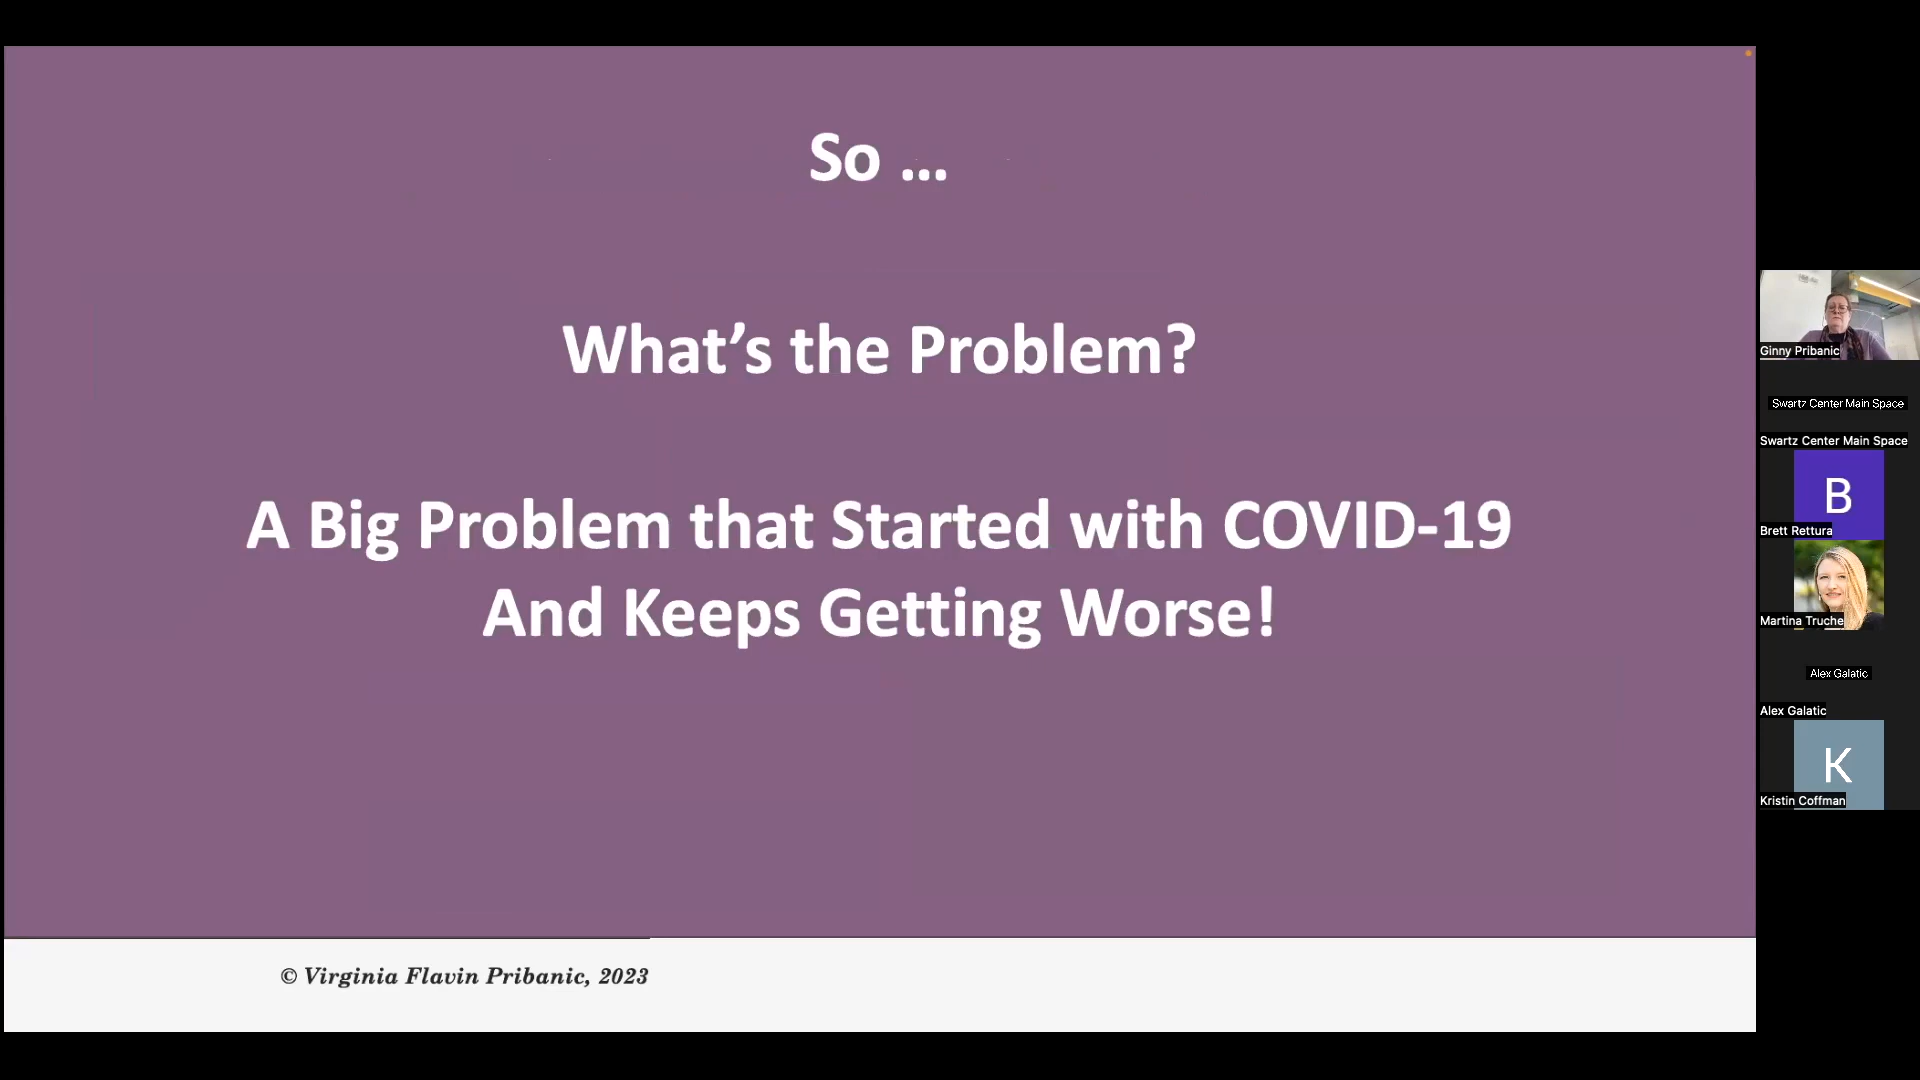 So ...
What's the Problem?
A Big Problem that Started with COVID-19
And Keeps Getting Worse!
© Virginia Flavin Pribanic, 2023
Ginny Pribanic
Swartz Center Main Space
Swartz Center Main Space
B
Brett Rettura
Martina Truche
Alex Galatic
Alex Galatic
K
Kristin Coffman